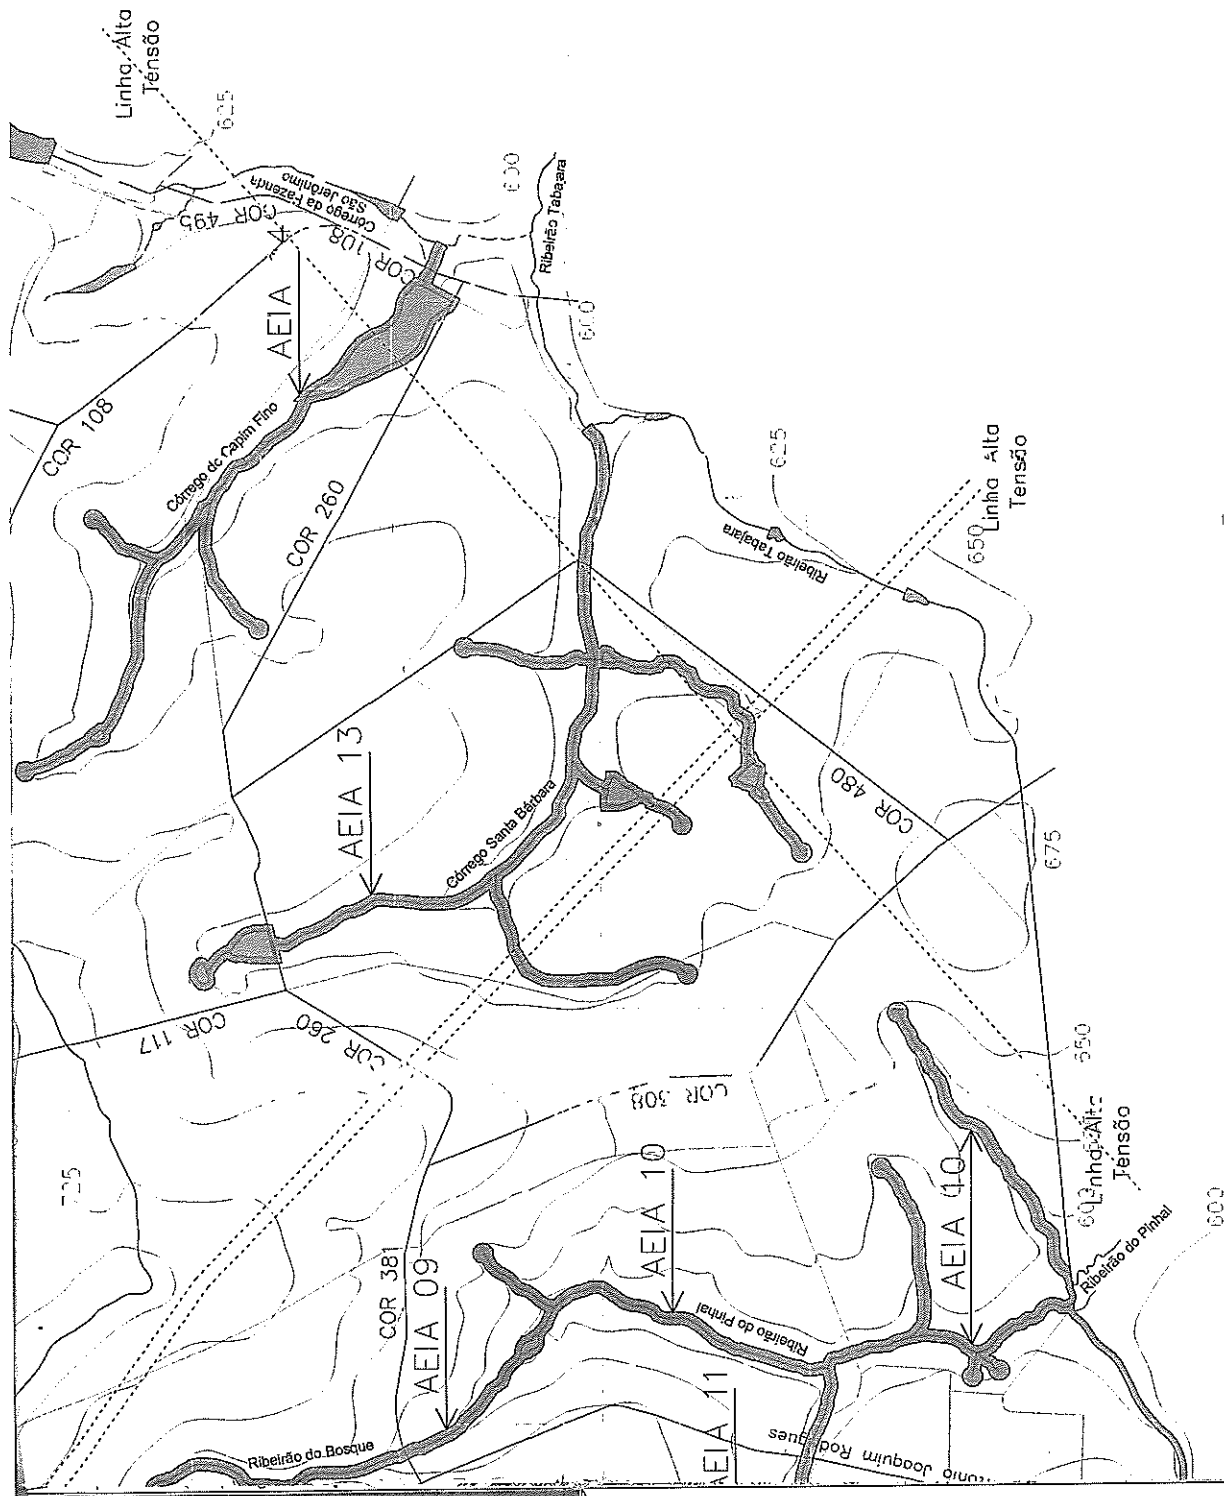 Linha Alta
Tensão
625
COR 495
Córrego da Fazenda
São Jerônimo
COR 108
600
Ribeirão Tabajara
AEIA 14
COR 108
Córrego do Capim Fino
600
COR 260
625
Linha Alta
Tensão
650
Ribeirão Tabajara
AEIA 13
Córrego Santa Bárbara
COR 480
675
COR 117
COR 260
COR 308
650
725
COR 381
AEIA 09
AEIA 10
Ribeirão do Pinhal
AEIA 10
Linha Alta
Tensão
600
Ribeirão do Pinhal
600
Ribeirão do Bosque
AEIA 11
Joaquim Rodrigues